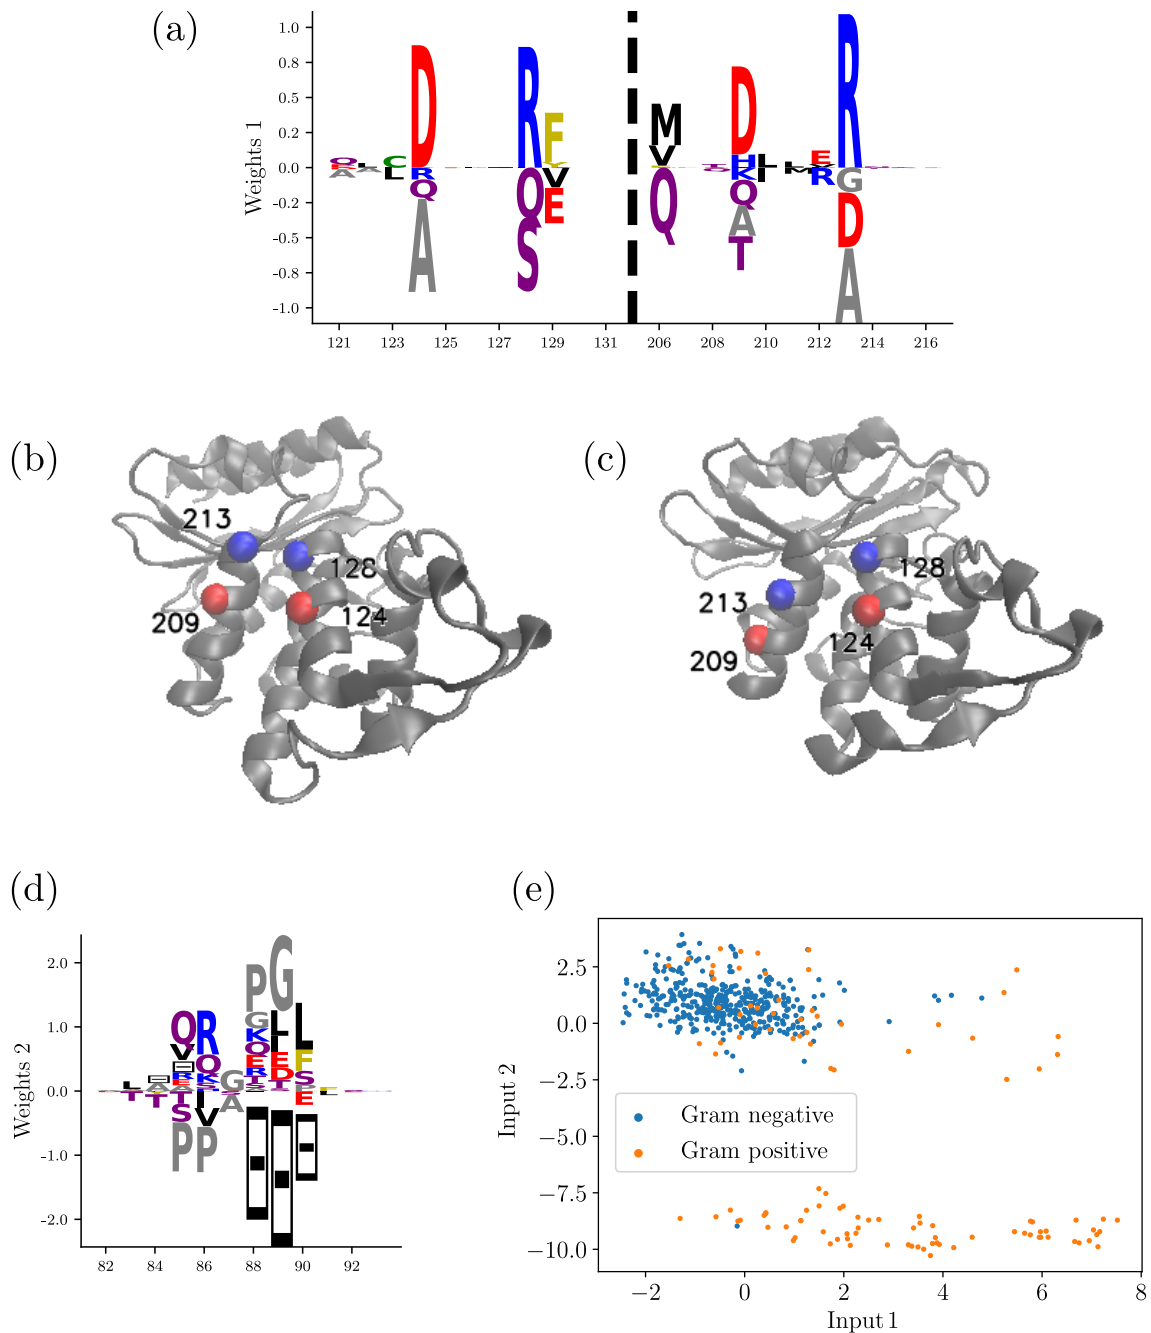 (a)
Weights 1
1.0
0.8
0.5
0.2
0.0
-0.2
-0.5
-0.8
-1.0
121 123 125 127 129 131 206 208 210 212 214 216
D R F M V D R
A Q S V E Q Q A T G D A
(b)
213
128
209
124
(c)
128
213
124
209
(d)
Weights 2
2.0
1.0
0.0
-1.0
-2.0
82 84 86 88 90 92
(e)
Input 2
2.5
0.0
−2.5
−5.0
−7.5
−10.0
Gram negative
Gram positive
−2 0 2 4 6 8
Input 1